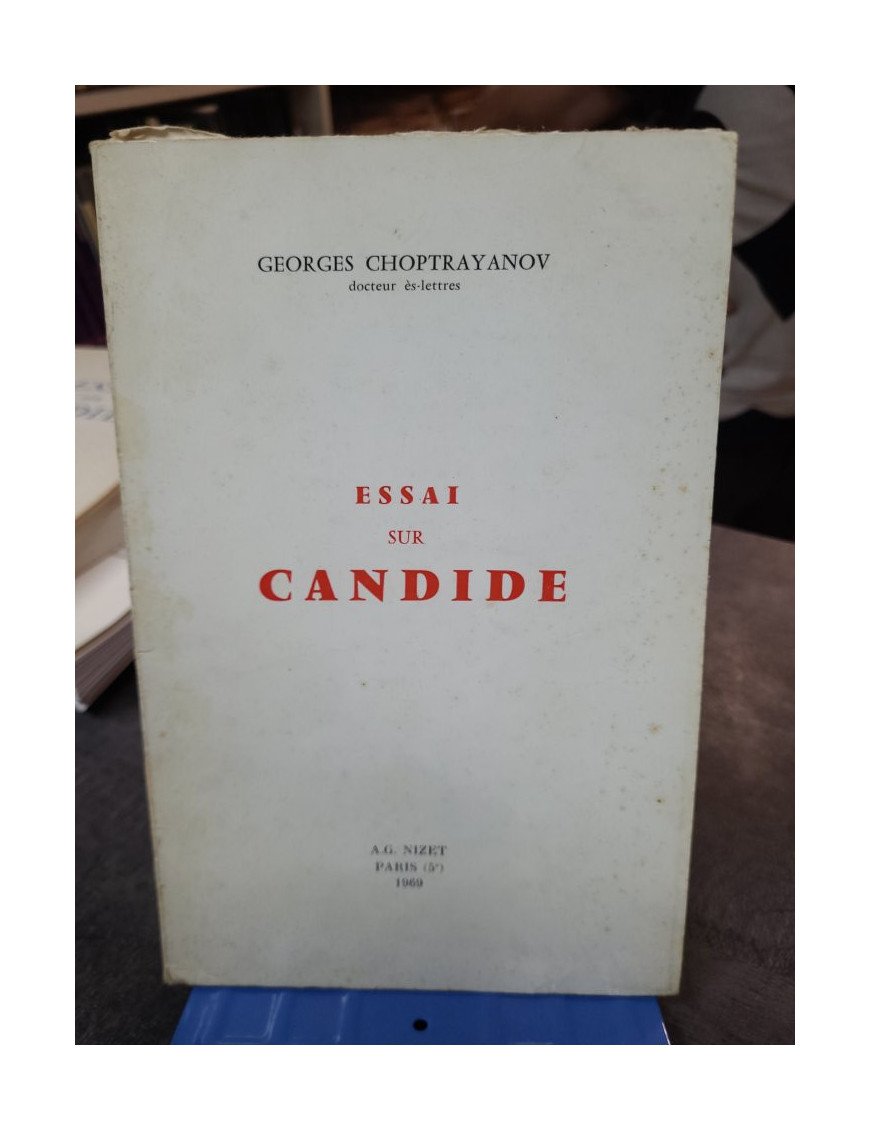 GEORGES CHOPTRAYANOV
docteur ès-lettres
ESSAI
SUR
CANDIDE
A.G. NIZET
PARIS (5e)
1969